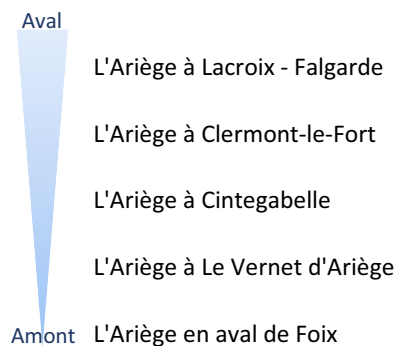 Aval
L'Ariège à Lacroix - Falgarde
L'Ariège à Clermont-le-Fort
L'Ariège à Cintegabelle
L'Ariège à Le Vernet d'Ariège
Amont L'Ariège en aval de Foix